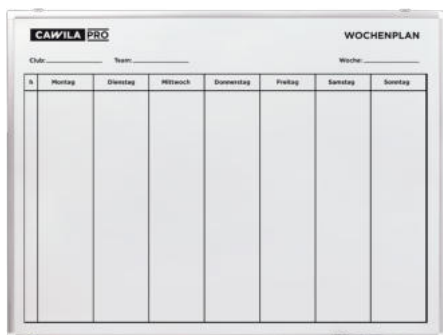 CAWILA PRO WOCHENPLAN
Club: Team: Woche:
h Montag Dienstag Mittwoch Donnerstag Freitag Samstag Sonntag